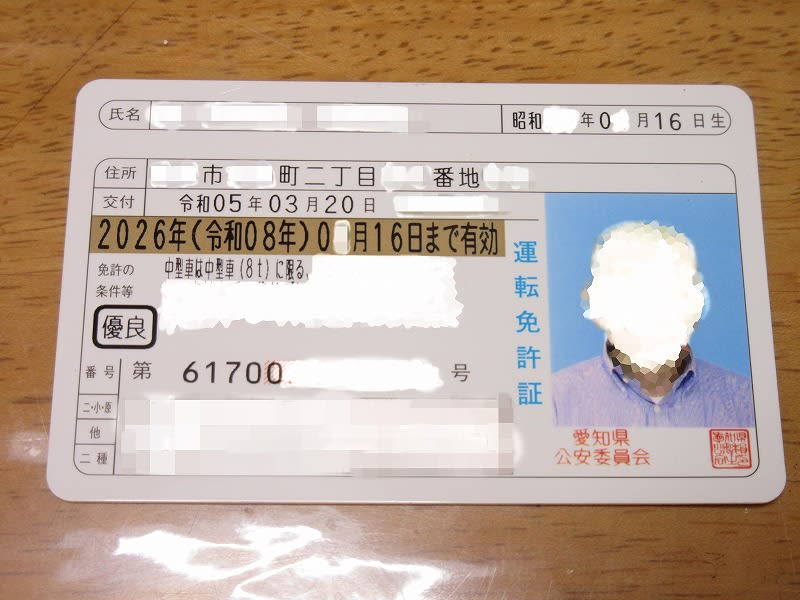 氏名 昭和 年0 月16日生
住所 市 町二丁目 番地
交付 令和05年03月20日
2026年(令和08年)0 月16日まで有効
免許の
条件等
中型車は中型車(8t)に限る,
優良
番号 第 61700 号
二・小・原
他
二種
運転免許証
愛知県
公安委員会